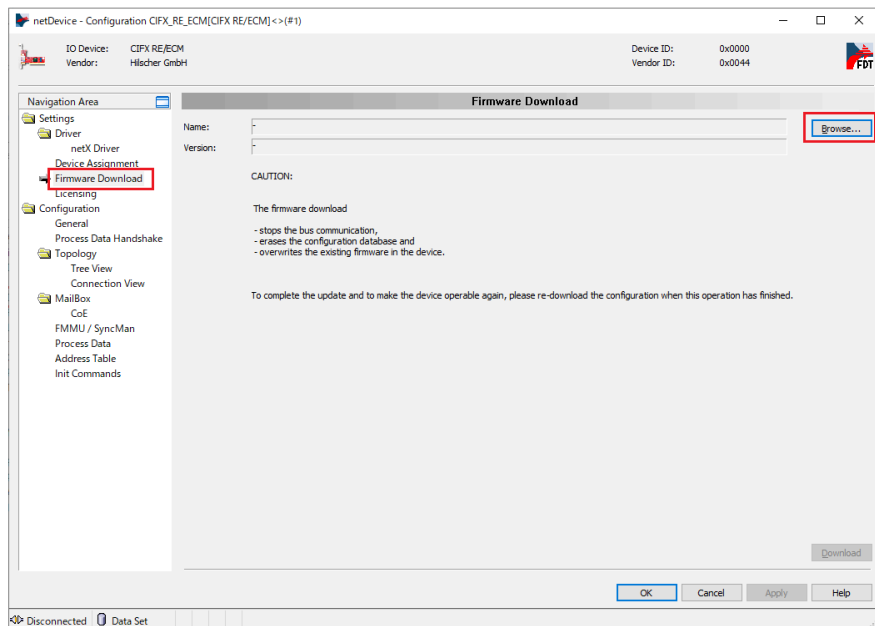 netDevice - Configuration CIFX_RE_ECM[CIFX RE/ECM]<>(#1)
IO Device: CIFX RE/ECM Device ID: 0x0000
Vendor: Hilscher GmbH Vendor ID: 0x0044
FDT
Navigation Area
Firmware Download
Settings
Driver
netX Driver
Device Assignment
Firmware Download
Licensing
Configuration
General
Process Data Handshake
Topology
Tree View
Connection View
MailBox
CoE
FMMU / SyncMan
Process Data
Address Table
Init Commands
Name: - Browse...
Version: -
CAUTION:
The firmware download
- stops the bus communication,
- erases the configuration database and
- overwrites the existing firmware in the device.
To complete the update and to make the device operable again, please re-download the configuration when this operation has finished.
Download
OK Cancel Apply Help
Disconnected Data Set